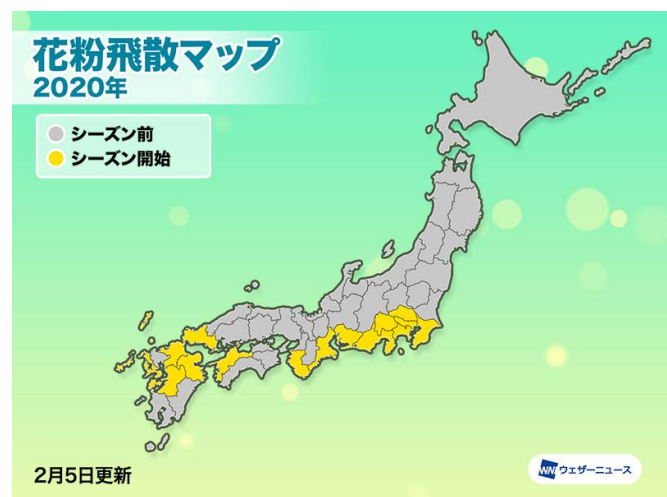 花粉飛散マップ
2020年
シーズン前
シーズン開始
2月5日更新
WN ウェザーニュース